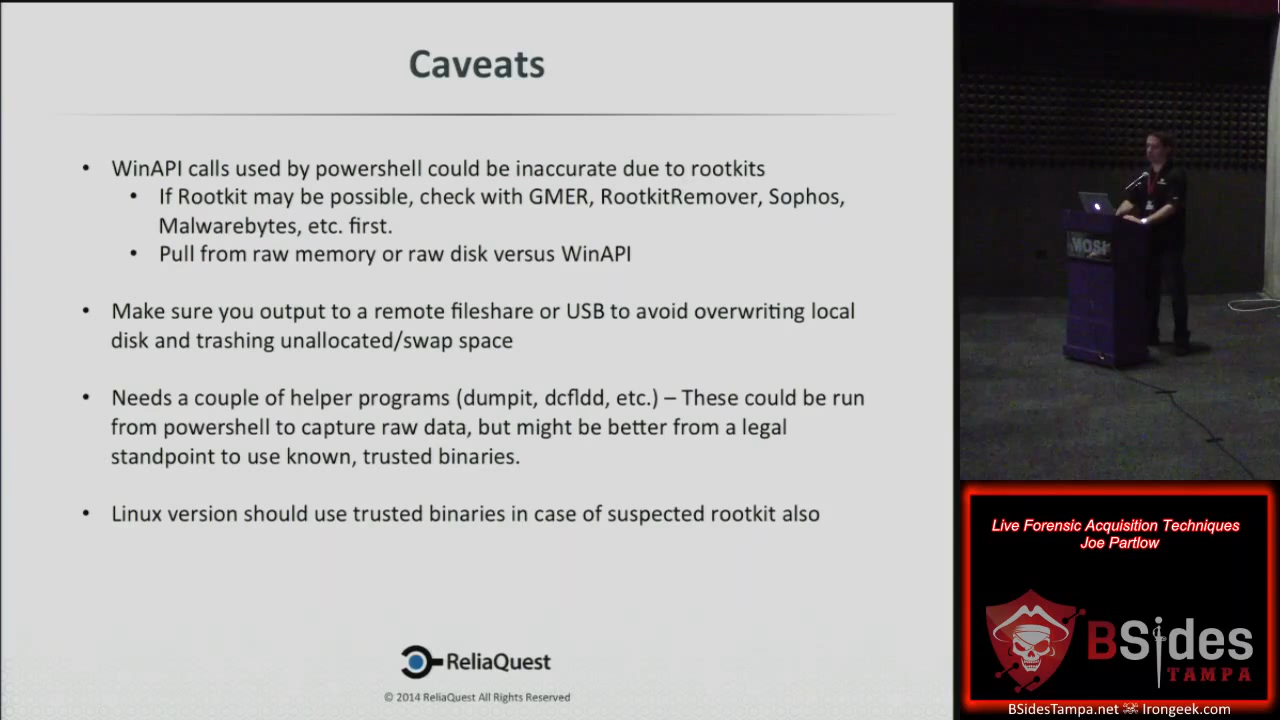 Caveats
• WinAPI calls used by powershell could be inaccurate due to rootkits
• If Rootkit may be possible, check with GMER, RootkitRemover, Sophos,
Malwarebytes, etc. first.
• Pull from raw memory or raw disk versus WinAPI
• Make sure you output to a remote fileshare or USB to avoid overwriting local
disk and trashing unallocated/swap space
• Needs a couple of helper programs (dumpit, dcfldd, etc.) – These could be run
from powershell to capture raw data, but might be better from a legal
standpoint to use known, trusted binaries.
• Linux version should use trusted binaries in case of suspected rootkit also
ReliaQuest
© 2014 ReliaQuest All Rights Reserved
MOSI
Live Forensic Acquisition Techniques
Joe Partlow
BSides
TAMPA
BSidesTampa.net Irongeek.com